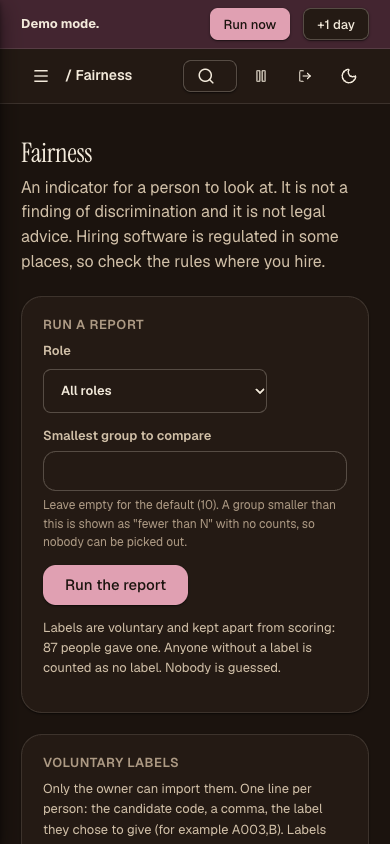 Demo mode.
Run now
+1 day
/ Fairness
Fairness
An indicator for a person to look at. It is not a
finding of discrimination and it is not legal
advice. Hiring software is regulated in some
places, so check the rules where you hire.
RUN A REPORT
Role
All roles
Smallest group to compare
Leave empty for the default (10). A group smaller than
this is shown as "fewer than N" with no counts, so
nobody can be picked out.
Run the report
Labels are voluntary and kept apart from scoring:
87 people gave one. Anyone without a label is
counted as no label. Nobody is guessed.
VOLUNTARY LABELS
Only the owner can import them. One line per
person: the candidate code, a comma, the label
they chose to give (for example A003,B). Labels